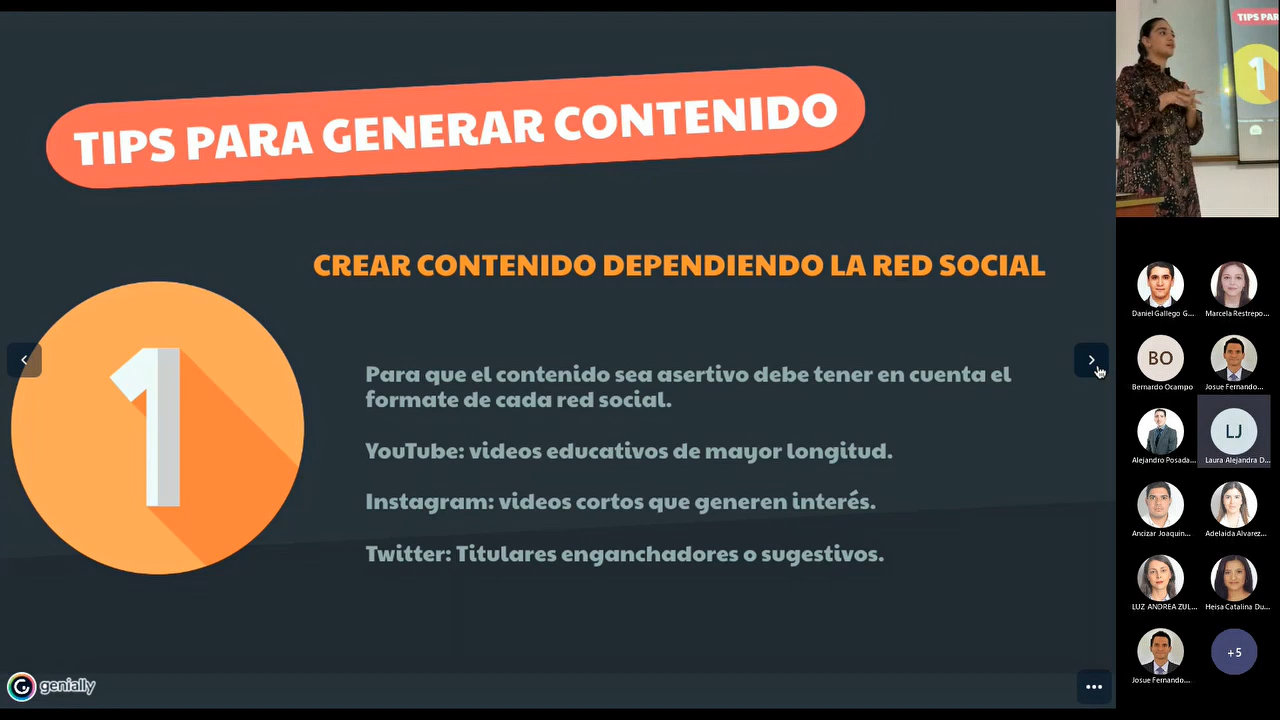 TIPS PARA GENERAR CONTENIDO
CREAR CONTENIDO DEPENDIENDO LA RED SOCIAL
1
Para que el contenido sea asertivo debe tener en cuenta el
formate de cada red social.
YouTube: videos educativos de mayor longitud.
Instagram: videos cortos que generen interés.
Twitter: Titulares enganchadores o sugestivos.
genially
TIPS PAR
1
Daniel Gallego G...
Marcela Restrepo...
BO
Bernardo Ocampo
Josue Fernando...
Alejandro Posada...
LJ
Laura Alejandra D...
Ancizar Joaquin...
Adelaida Alvarez...
LUZ ANDREA ZUL...
Heisa Catalina Du...
Josue Fernando...
+5